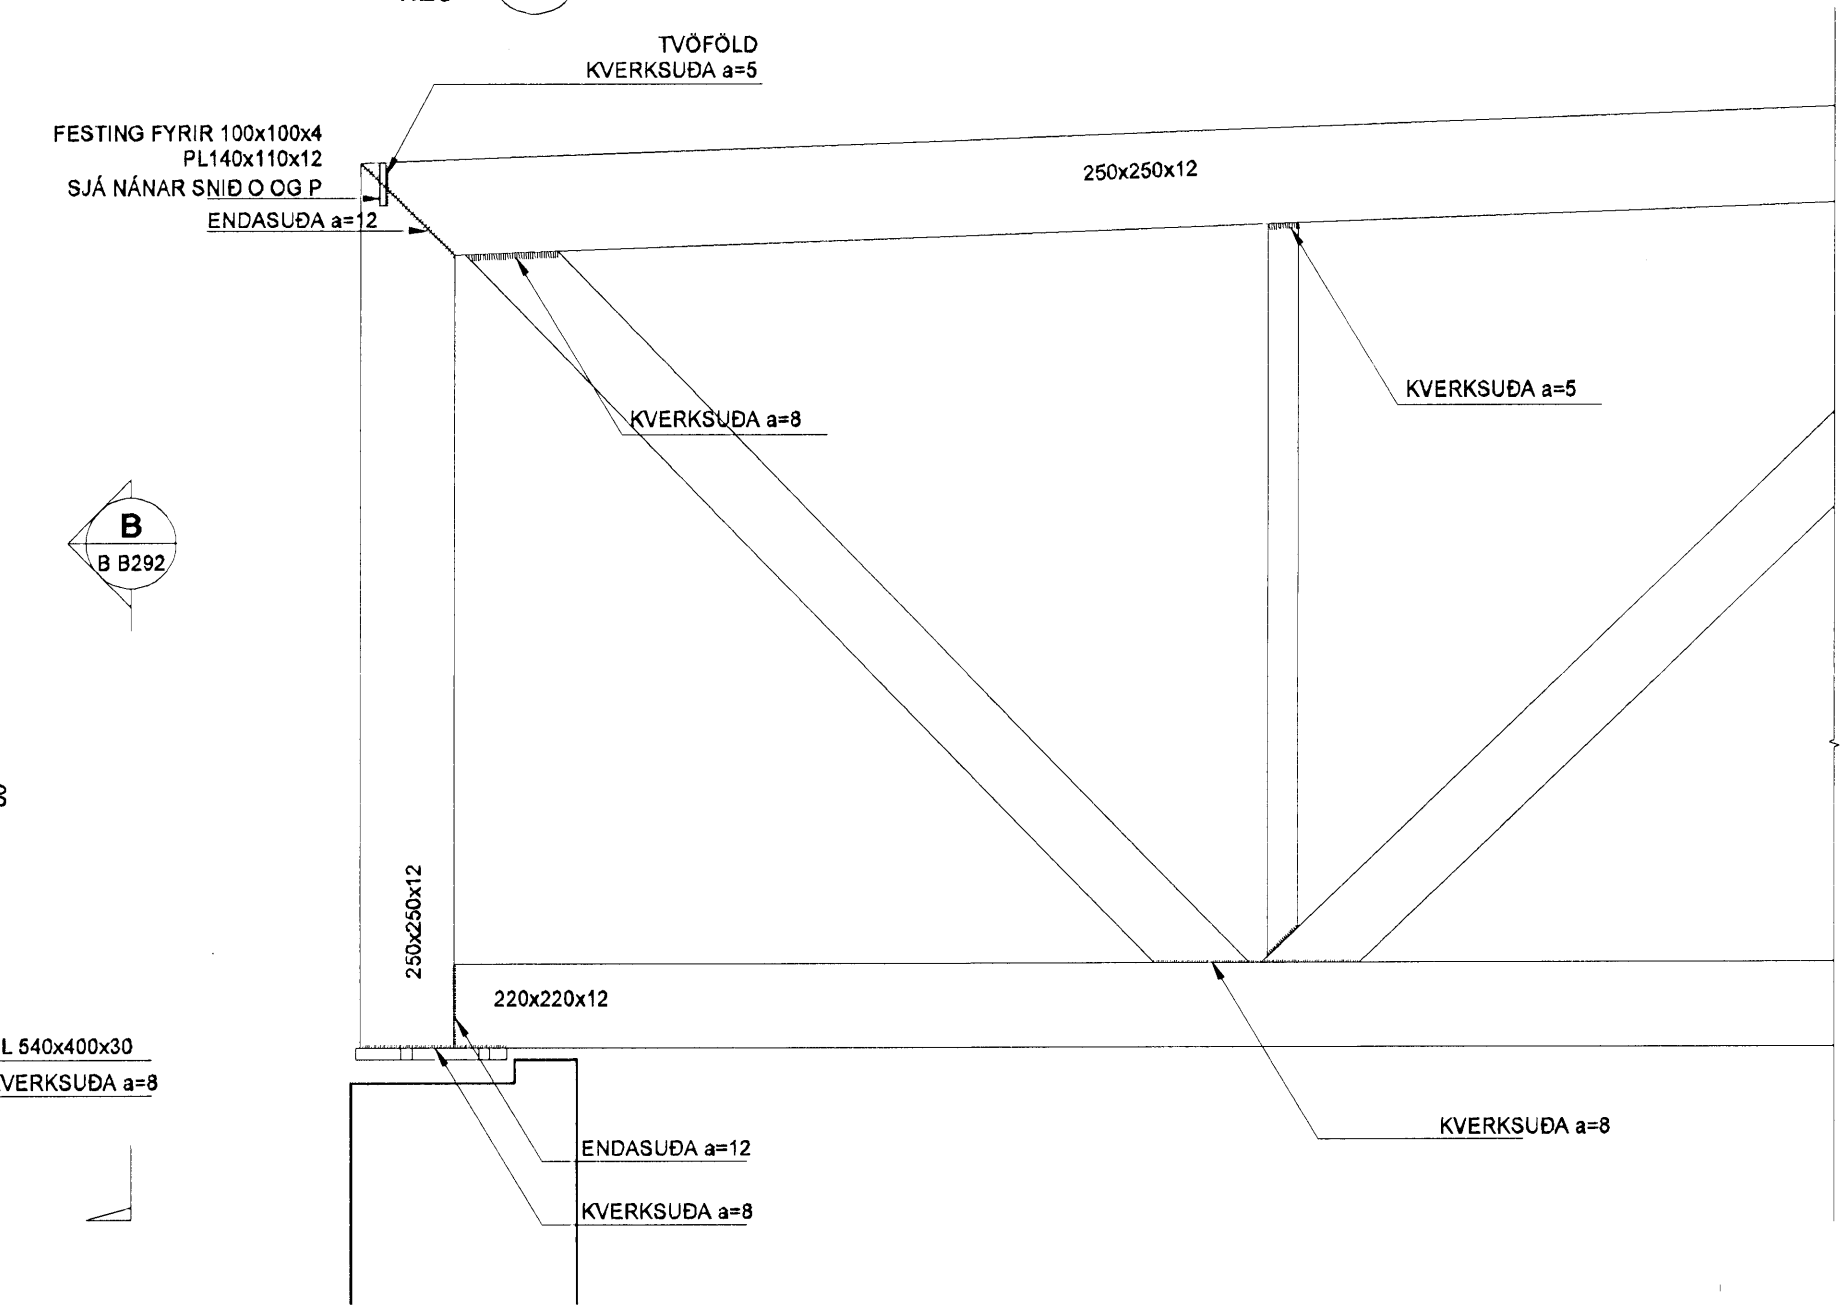 TVÖFÖLD
KVERKSUÐA a=5
FESTING FYRIR 100x100x4
PL140x110x12
SJÁ NÁNAR SNIÐ O OG P
ENDASUÐA a=12
250x250x12
KVERKSUÐA a=5
KVERKSUÐA a=8
B
B B292
250x250x12
220x220x12
L 540x400x30
VERKSUÐA a=8
KVERKSUÐA a=8
ENDASUÐA a=12
KVERKSUÐA a=8